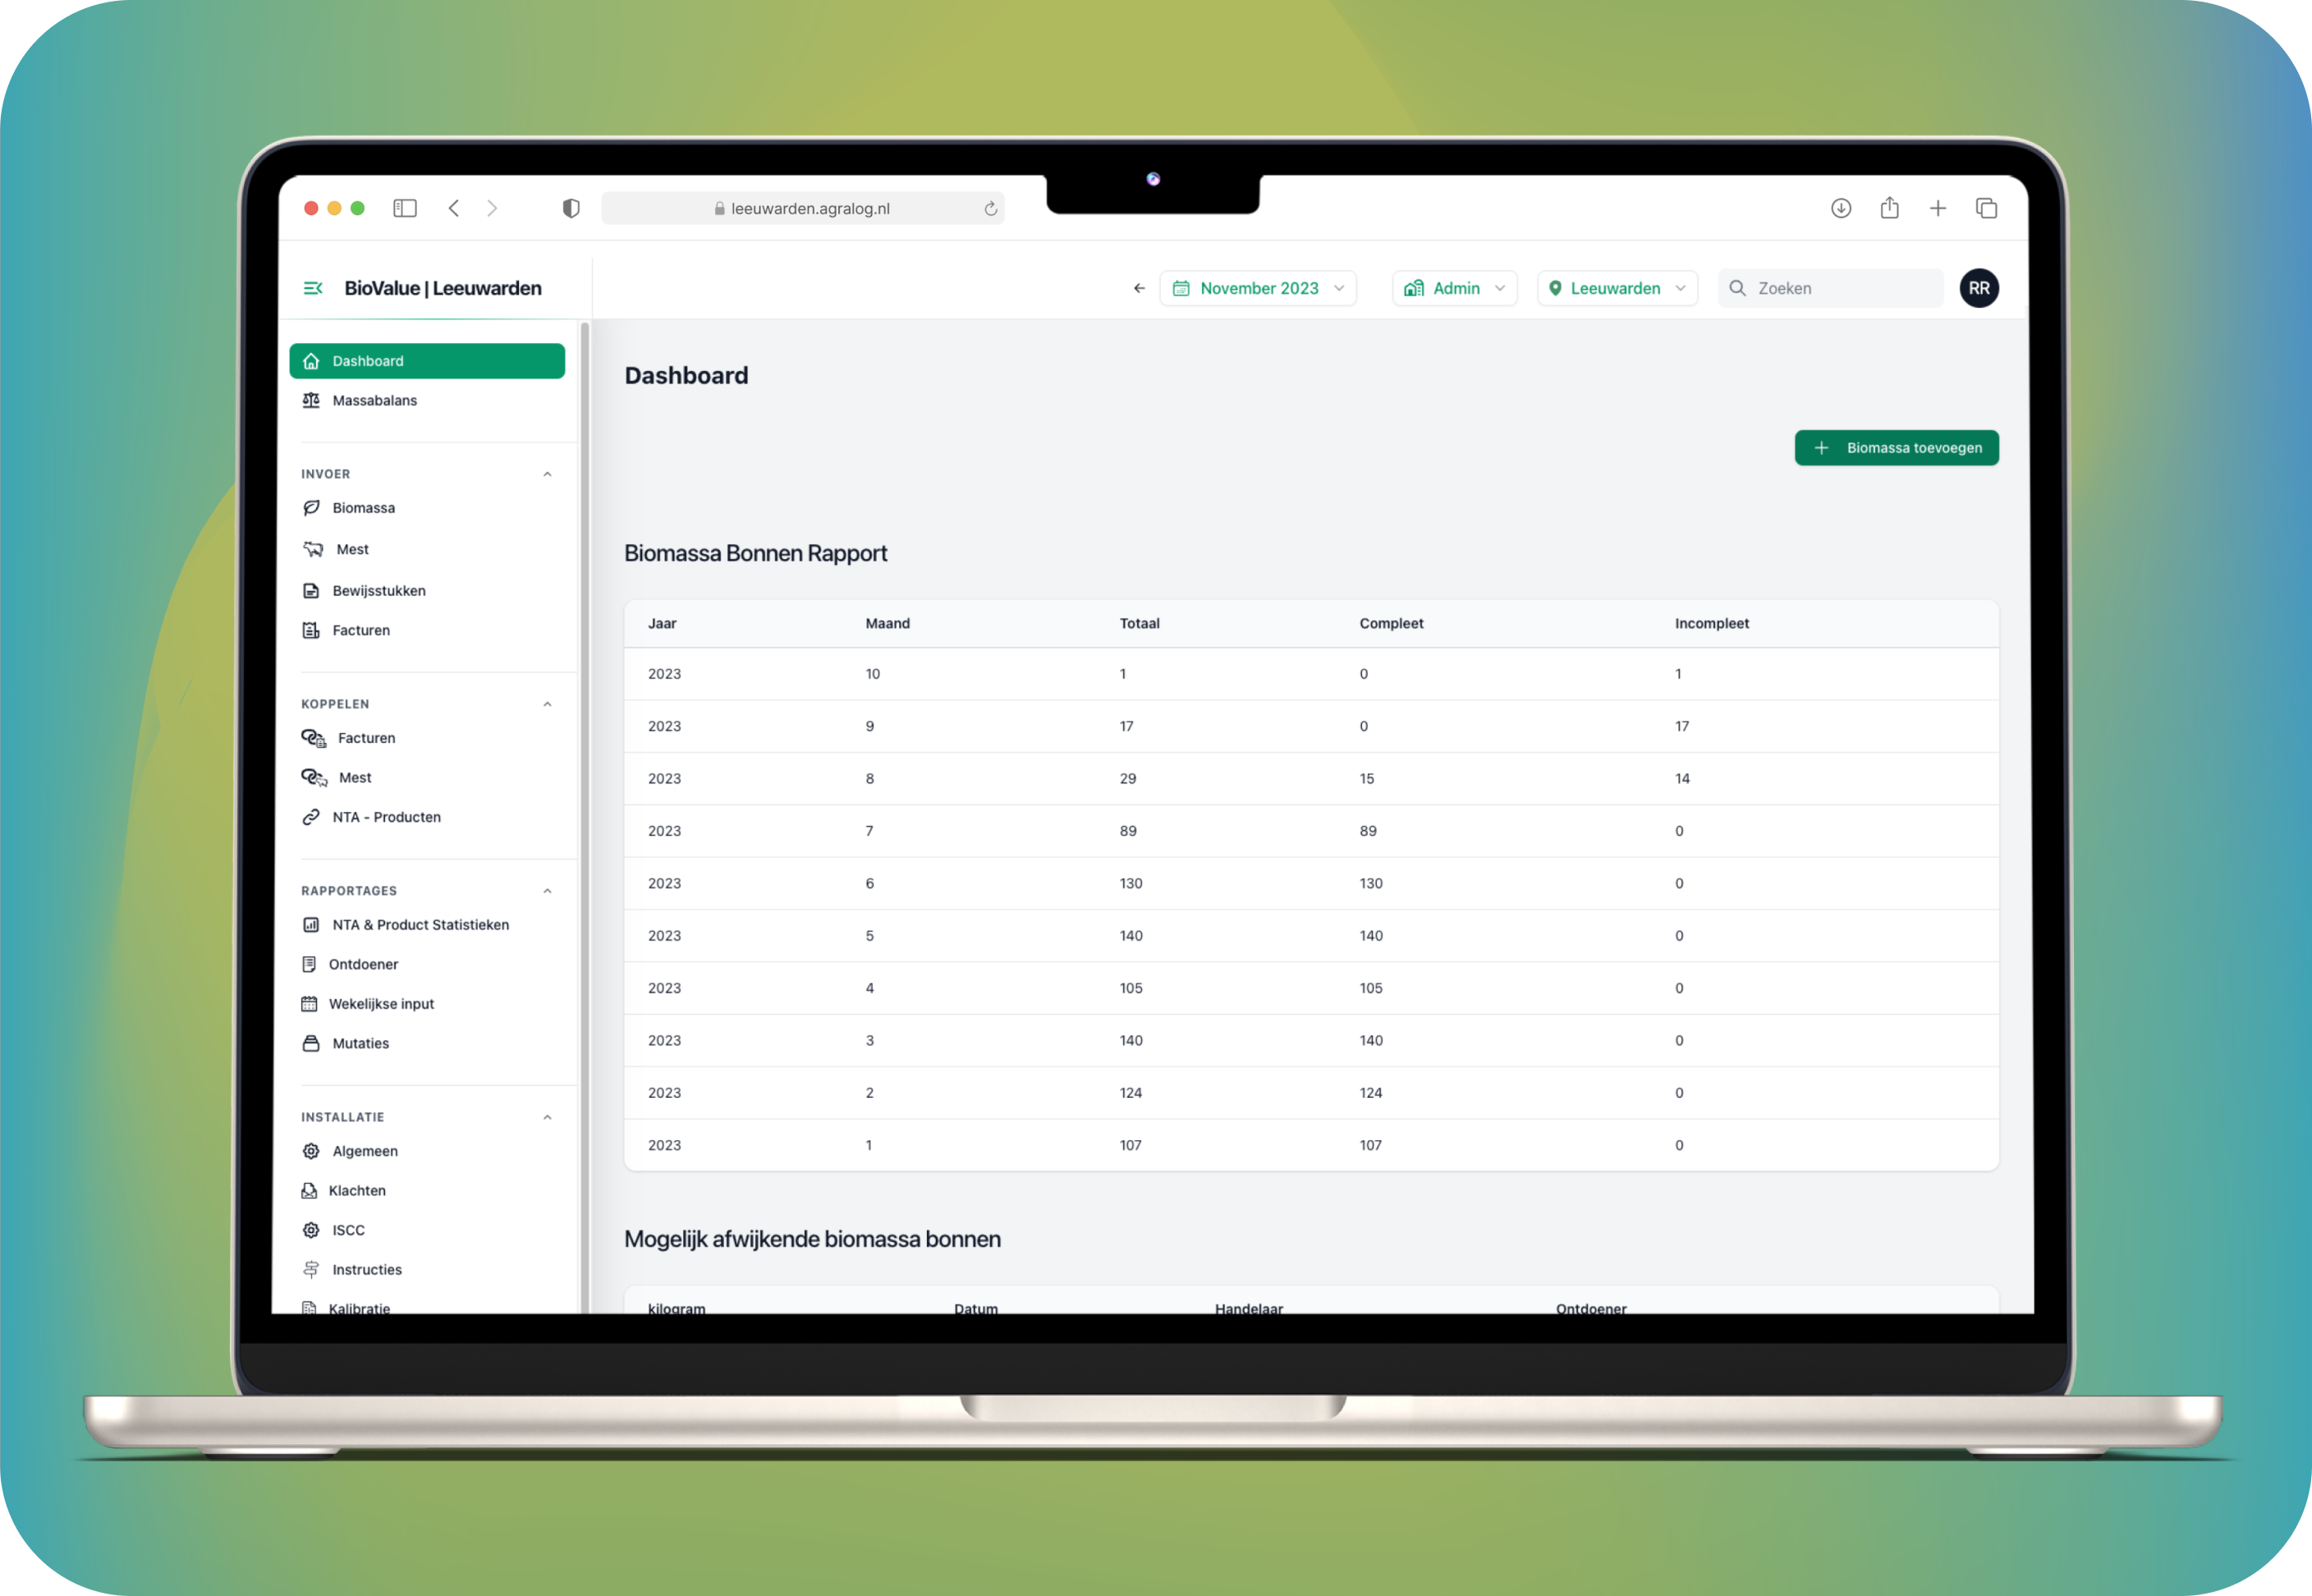 leeuwarden.agralog.nl
BioValue | Leeuwarden
November 2023
Admin
Leeuwarden
Zoeken
RR
Dashboard
Massabalans
INVOER
Biomassa
Mest
Bewijsstukken
Facturen
KOPPELEN
Facturen
Mest
NTA - Producten
RAPPORTAGES
NTA & Product Statistieken
Ontdoener
Wekelijkse input
Mutaties
INSTALLATIE
Algemeen
Klachten
ISCC
Instructies
Kalibratie
Dashboard
Biomassa toevoegen
Biomassa Bonnen Rapport
Jaar Maand Totaal Compleet Incompleet
2023 10 1 0 1
2023 9 17 0 17
2023 8 29 15 14
2023 7 89 89 0
2023 6 130 130 0
2023 5 140 140 0
2023 4 105 105 0
2023 3 140 140 0
2023 2 124 124 0
2023 1 107 107 0
Mogelijk afwijkende biomassa bonnen
kilogram Datum Handelaar Ontdoener